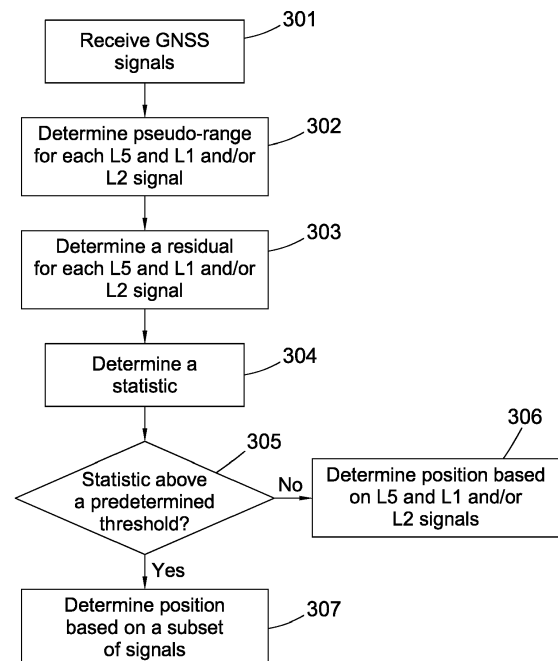 301
Receive GNSS
signals
302
Determine pseudo-range
for each L5 and L1 and/or
L2 signal
303
Determine a residual
for each L5 and L1 and/or
L2 signal
304
Determine a
statistic
305
Statistic above
a predetermined
threshold?
No
306
Determine position based
on L5 and L1 and/or
L2 signals
Yes
307
Determine position
based on a subset
of signals